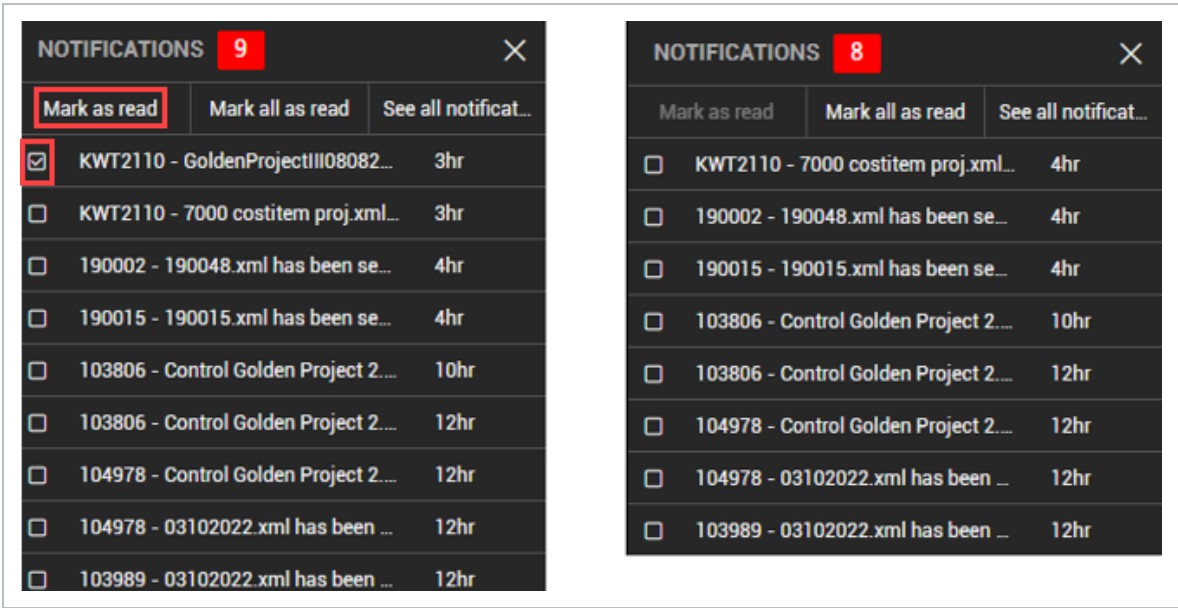 NOTIFICATIONS 9
Mark as read Mark all as read See all notificat...
KWT2110 - GoldenProjectIII08082... 3hr
KWT2110 - 7000 costitem proj.xml... 3hr
190002 - 190048.xml has been se... 4hr
190015 - 190015.xml has been se... 4hr
103806 - Control Golden Project 2.... 10hr
103806 - Control Golden Project 2.... 12hr
104978 - Control Golden Project 2.... 12hr
104978 - 03102022.xml has been ... 12hr
103989 - 03102022.xml has been ... 12hr
NOTIFICATIONS 8
Mark as read Mark all as read See all notificat...
KWT2110 - 7000 costitem proj.xml... 4hr
190002 - 190048.xml has been se... 4hr
190015 - 190015.xml has been se... 4hr
103806 - Control Golden Project 2.... 10hr
103806 - Control Golden Project 2.... 12hr
104978 - Control Golden Project 2.... 12hr
104978 - 03102022.xml has been ... 12hr
103989 - 03102022.xml has been ... 12hr